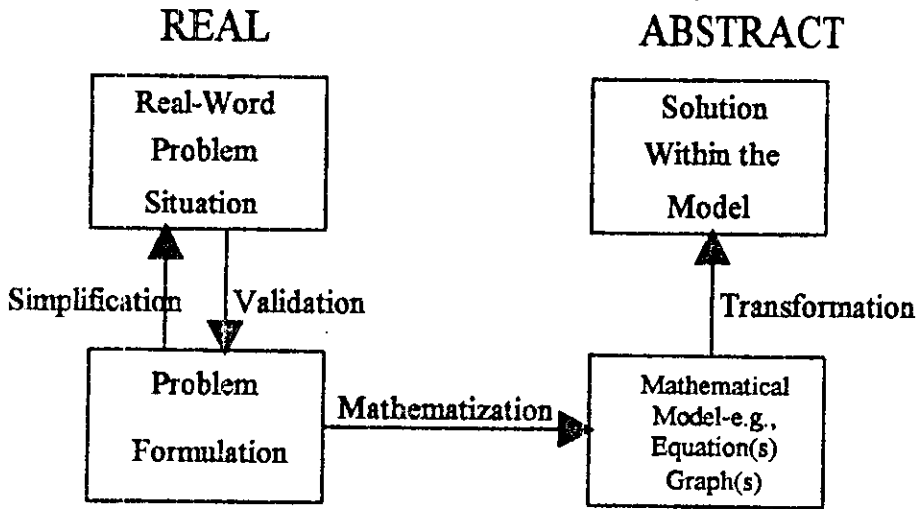 REAL
ABSTRACT
Real-Word
Problem
Situation
Solution
Within the
Model
Simplification
Validation
Transformation
Problem
Formulation
Mathematization
Mathematical
Model-e.g.,
Equation(s)
Graph(s)